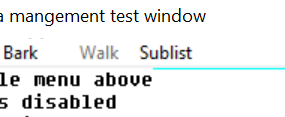 a mangement test window
Bark Walk Sublist
le menu above
s disabled